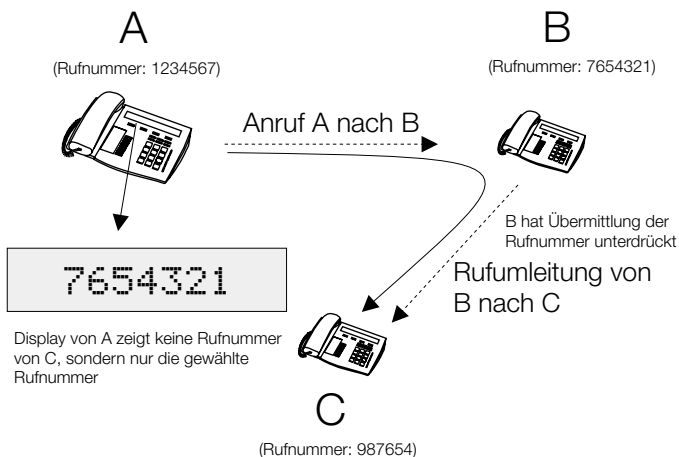 A
(Rufnummer: 1234567)
B
(Rufnummer: 7654321)
Anruf A nach B
B hat Übermittlung der
Rufnummer unterdrückt
7654321
Rufumleitung von
B nach C
Display von A zeigt keine Rufnummer
von C, sondern nur die gewählte
Rufnummer
C
(Rufnummer: 987654)